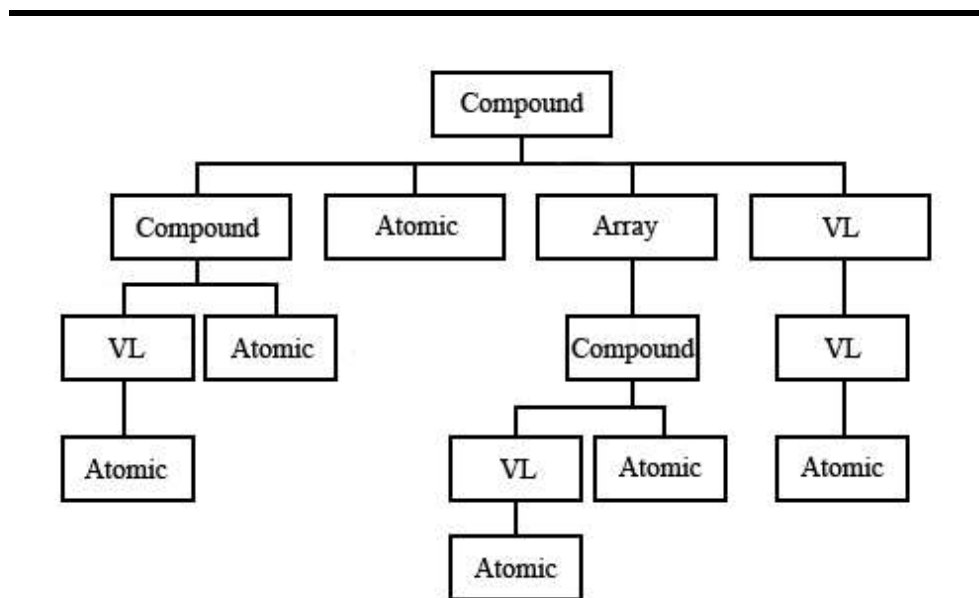 Compound
Compound Atomic Array VL
VL Atomic Compound VL
Atomic VL Atomic Atomic
Atomic